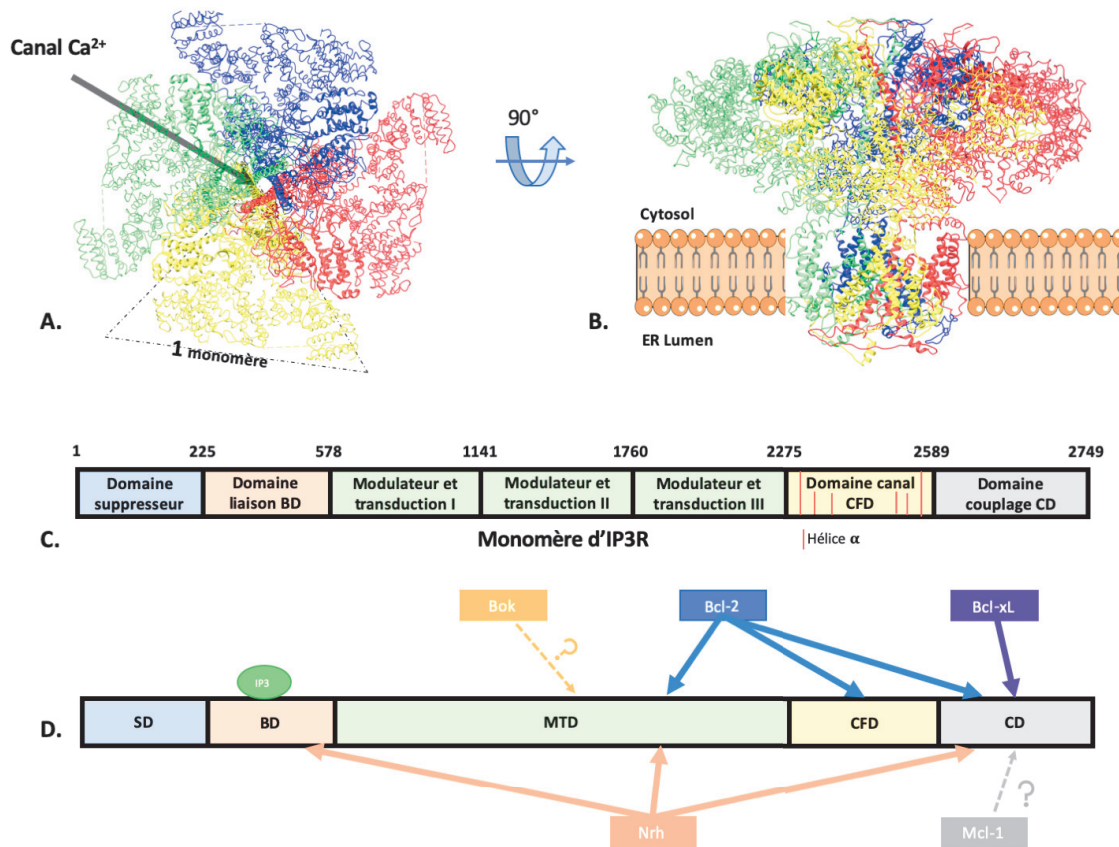 Canal Ca²⁺
90°
Cytosol
ER Lumen
A.
1 monomère
B.
1 225 578 1141 1760 2275 2589 2749
Domaine suppresseur
Domaine liaison BD
Modulateur et transduction I
Modulateur et transduction II
Modulateur et transduction III
Domaine canal CFD
Domaine couplage CD
C.
Monomère d'IP3R
Hélice α
Bok
Bcl-2
Bcl-xL
?
IP3
D.
SD
BD
MTD
CFD
CD
?
Nrh
Mcl-1